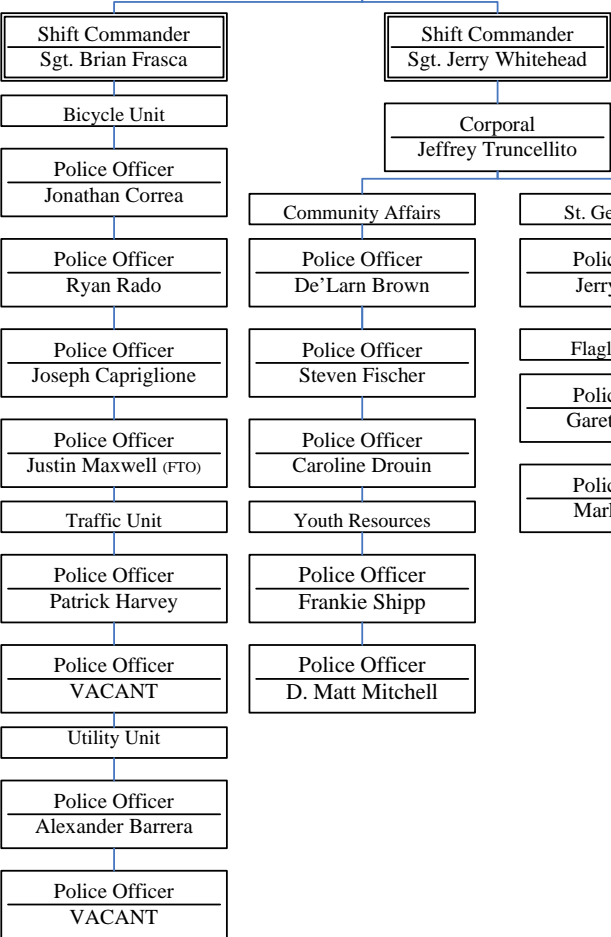 Shift Commander
Sgt. Brian Frasca
Bicycle Unit
Police Officer
Jonathan Correa
Police Officer
Ryan Rado
Police Officer
Joseph Capriglione
Police Officer
Justin Maxwell (FTO)
Traffic Unit
Police Officer
Patrick Harvey
Police Officer
VACANT
Utility Unit
Police Officer
Alexander Barrera
Police Officer
VACANT
Shift Commander
Sgt. Jerry Whitehead
Corporal
Jeffrey Truncellito
Community Affairs
Police Officer
De’Larn Brown
Police Officer
Steven Fischer
Police Officer
Caroline Drouin
Youth Resources
Police Officer
Frankie Shipp
Police Officer
D. Matt Mitchell
St.
Jerry